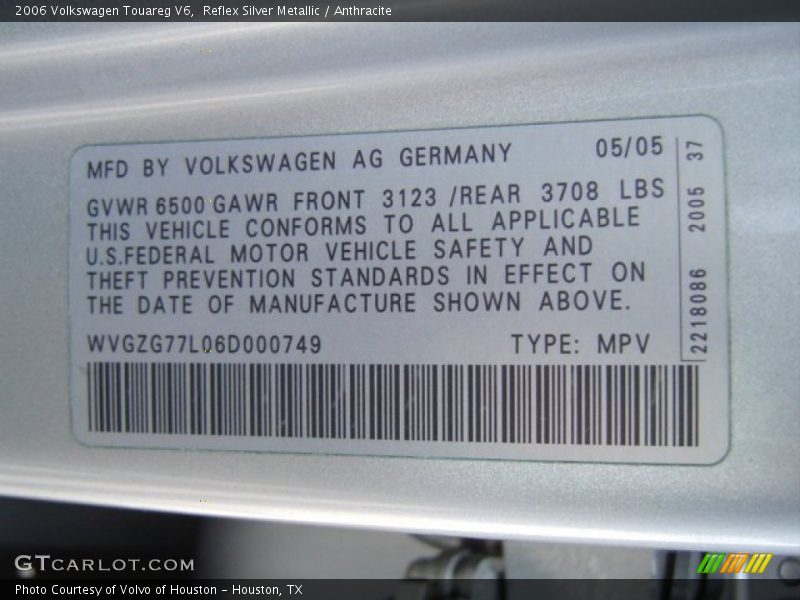 2006 Volkswagen Touareg V6,  Reflex Silver Metallic / Anthracite
MFD BY VOLKSWAGEN AG GERMANY 05/05
GVWR 6500 GAWR FRONT 3123 /REAR 3708 LBS
THIS VEHICLE CONFORMS TO ALL APPLICABLE
U.S.FEDERAL MOTOR VEHICLE SAFETY AND
THEFT PREVENTION STANDARDS IN EFFECT ON
THE DATE OF MANUFACTURE SHOWN ABOVE.
WVGZG77L06D000749 TYPE: MPV
2218086 2005 37
GTCARLOT.COM
Photo Courtesy of Volvo of Houston - Houston, TX